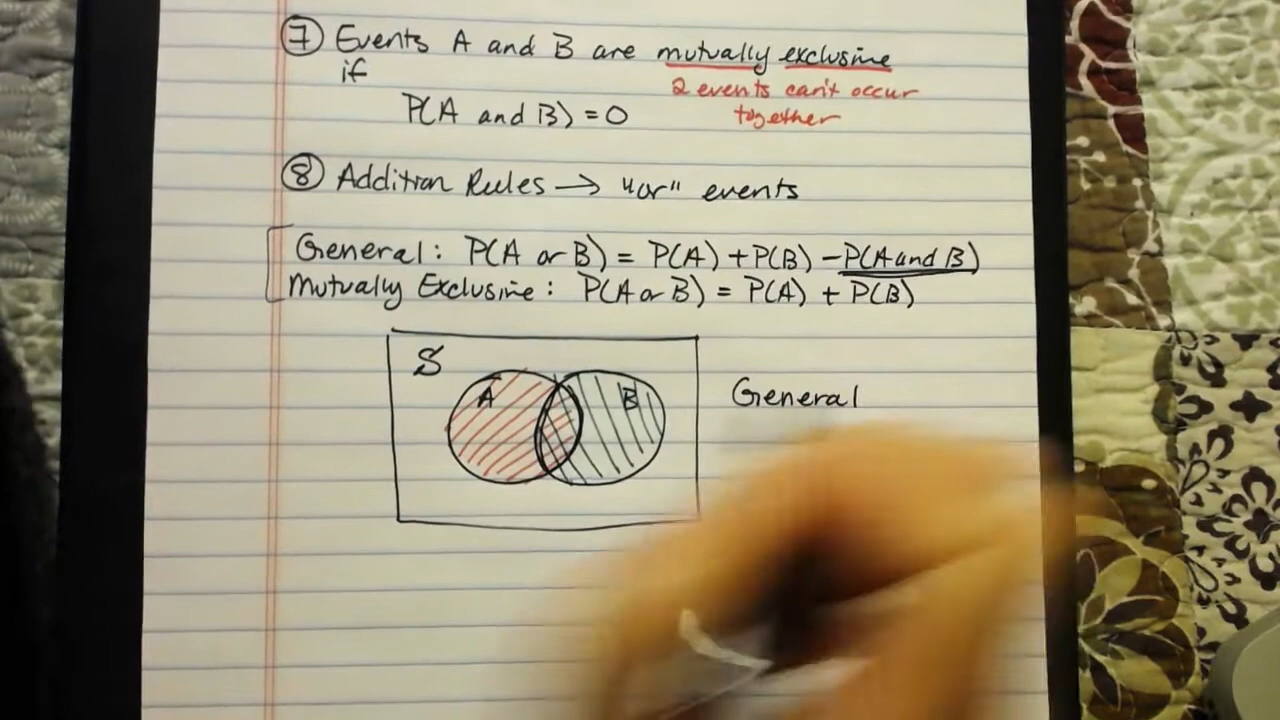 ⑦ Events A and B are mutually exclusive
if
2 events can't occur
together
P(A and B) = 0
⑧ Addition Rules → "or" events
General: P(A or B) = P(A) + P(B) - P(A and B)
Mutually Exclusive: P(A or B) = P(A) + P(B)
S
A
B
General